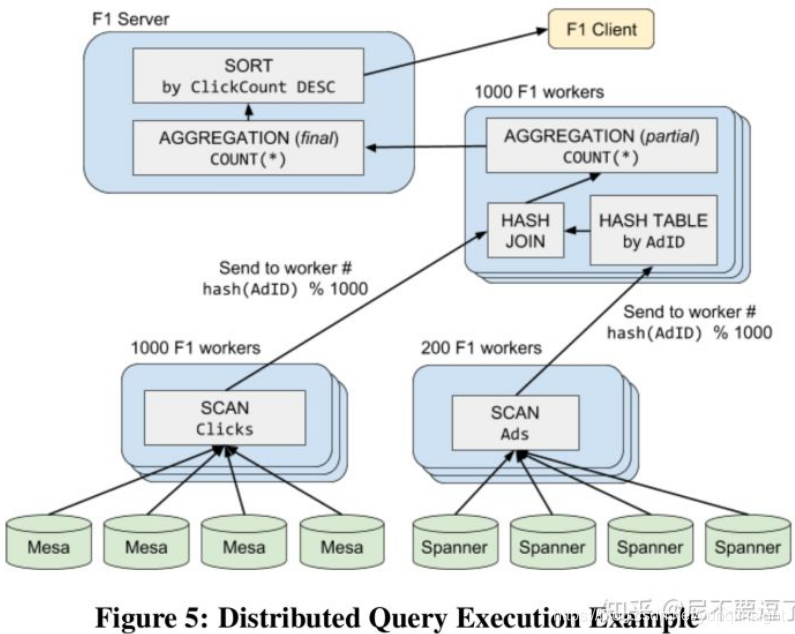 F1 Server
F1 Client
SORT
by ClickCount DESC
1000 F1 workers
AGGREGATION (final)
COUNT(*)
AGGREGATION (partial)
COUNT(*)
HASH
JOIN
HASH TABLE
by AdID
Send to worker #
hash(AdID) % 1000
Send to worker #
hash(AdID) % 1000
1000 F1 workers
200 F1 workers
SCAN
Clicks
SCAN
Ads
Mesa
Mesa
Mesa
Mesa
Spanner
Spanner
Spanner
Spanner
Figure 5: Distributed Query Execution Example
知乎